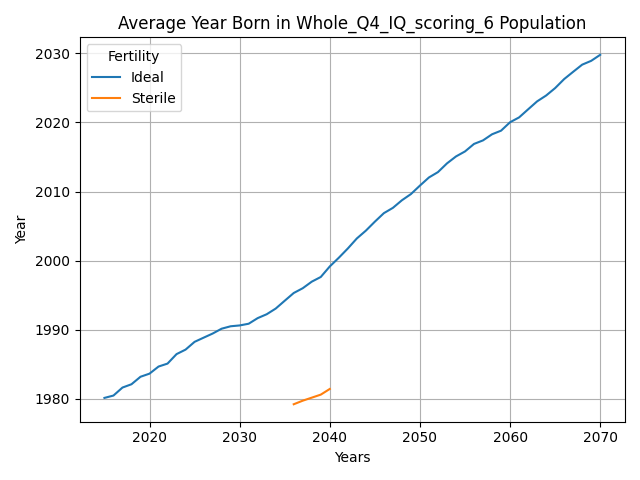 Average Year Born in Whole_Q4_IQ_scoring_6 Population
Fertility
Ideal
Sterile
2030
2020
2010
2000
1990
1980
Year
2020 2030 2040 2050 2060 2070
Years